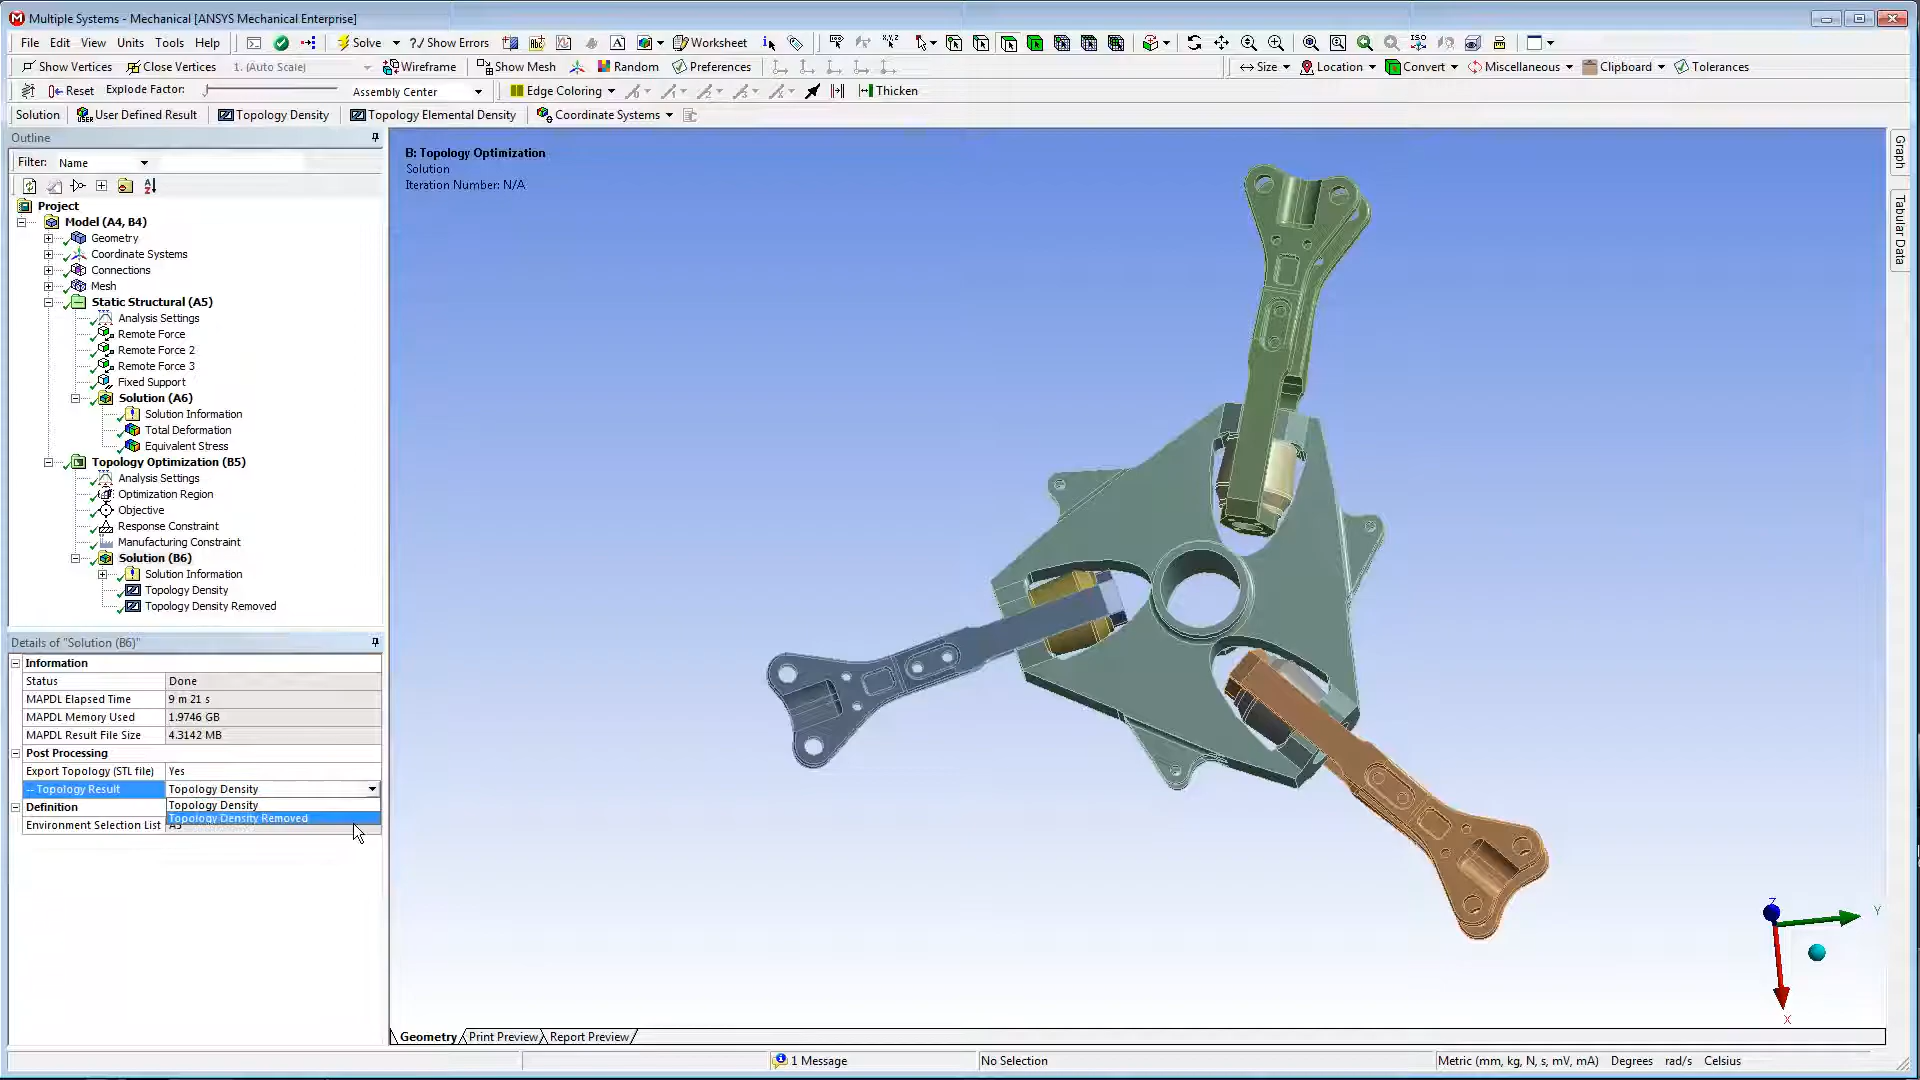 Multiple Systems - Mechanical [ANSYS Mechanical Enterprise]
File Edit View Units Tools Help Solve ?/ Show Errors Worksheet
Show Vertices Close Vertices 1. (Auto Scale) Wireframe Show Mesh Random Preferences Size Location Convert Miscellaneous Clipboard Tolerances
Reset Explode Factor: Assembly Center Edge Coloring Thicken
Solution User Defined Result Topology Density Topology Elemental Density Coordinate Systems
Outline
Filter: Name
Project
Model (A4, B4)
Geometry
Coordinate Systems
Connections
Mesh
Static Structural (A5)
Analysis Settings
Remote Force
Remote Force 2
Remote Force 3
Fixed Support
Solution (A6)
Solution Information
Total Deformation
Equivalent Stress
Topology Optimization (B5)
Analysis Settings
Optimization Region
Objective
Response Constraint
Manufacturing Constraint
Solution (B6)
Solution Information
Topology Density
Topology Density Removed
Details of "Solution (B6)"
Information
Status Done
MAPDL Elapsed Time 9 m 21 s
MAPDL Memory Used 1.9746 GB
MAPDL Result File Size 4.3142 MB
Post Processing
Export Topology (STL file) Yes
-- Topology Result Topology Density
Topology Density
Definition
Topology Density Removed
Environment Selection List A5
B: Topology Optimization
Solution
Iteration Number: N/A
Z
Y
X
Graph
Tabular Data
Geometry Print Preview Report Preview
1 Message No Selection Metric (mm, kg, N, s, mV, mA) Degrees rad/s Celsius